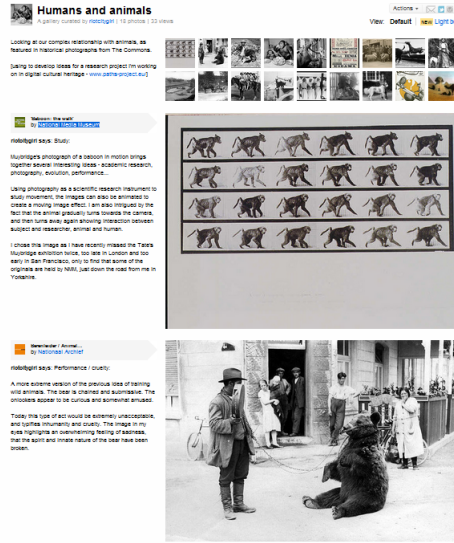 Humans and animals
A gallery curated by riotcitygirl | 18 photos | 33 views
Actions
View: Default NEW Light
Looking at our complex relationship with animals, as
featured in historical photographs from The Commons.
[using to develop ideas for a research project I'm working
on in digital cultural heritage - www.paths-project.eu/]
'Baboon: the walk'
by National Media Museum
riotcitygirl says: Study:
Muybridge's photograph of a baboon in motion brings
together several interesting ideas - academic research,
photography, evolution, performance...
Using photography as a scientific research instrument to
study movement, the images can also be animated to
create a moving image effect. I am also intrigued by the
fact that the animal gradually turns towards the camera,
and then turns away again showing interaction between
subject and researcher, animal and human.
I chose this image as I have recently missed the Tate's
Muybridge exhibition twice, too late in London and too
early in San Francisco, only to find that some of the
originals are held by NMM, just down the road from me in
Yorkshire.
Berenleider / Animal...
by Nationaal Archief
riotcitygirl says: Performance / cruelty:
A more extreme version of the previous idea of training
wild animals. The bear is chained and submissive. The
onlookers appear to be curious and somewhat amused.
Today this type of act would be extremely unacceptable,
and typifies inhumanity and cruelty. The image in my
eyes highlights an overwhelming feeling of sadness,
that the spirit and innate nature of the bear have been
broken.